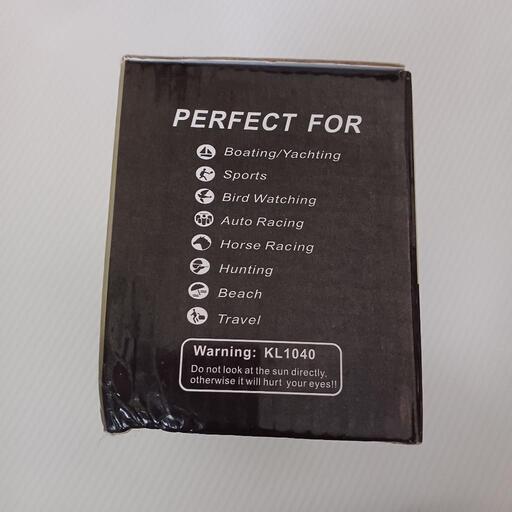 PERFECT FOR
Boating/Yachting
Sports
Bird Watching
Auto Racing
Horse Racing
Hunting
Beach
Travel
Warning: KL1040
Do not look at the sun directly,
otherwise it will hurt your eyes!!